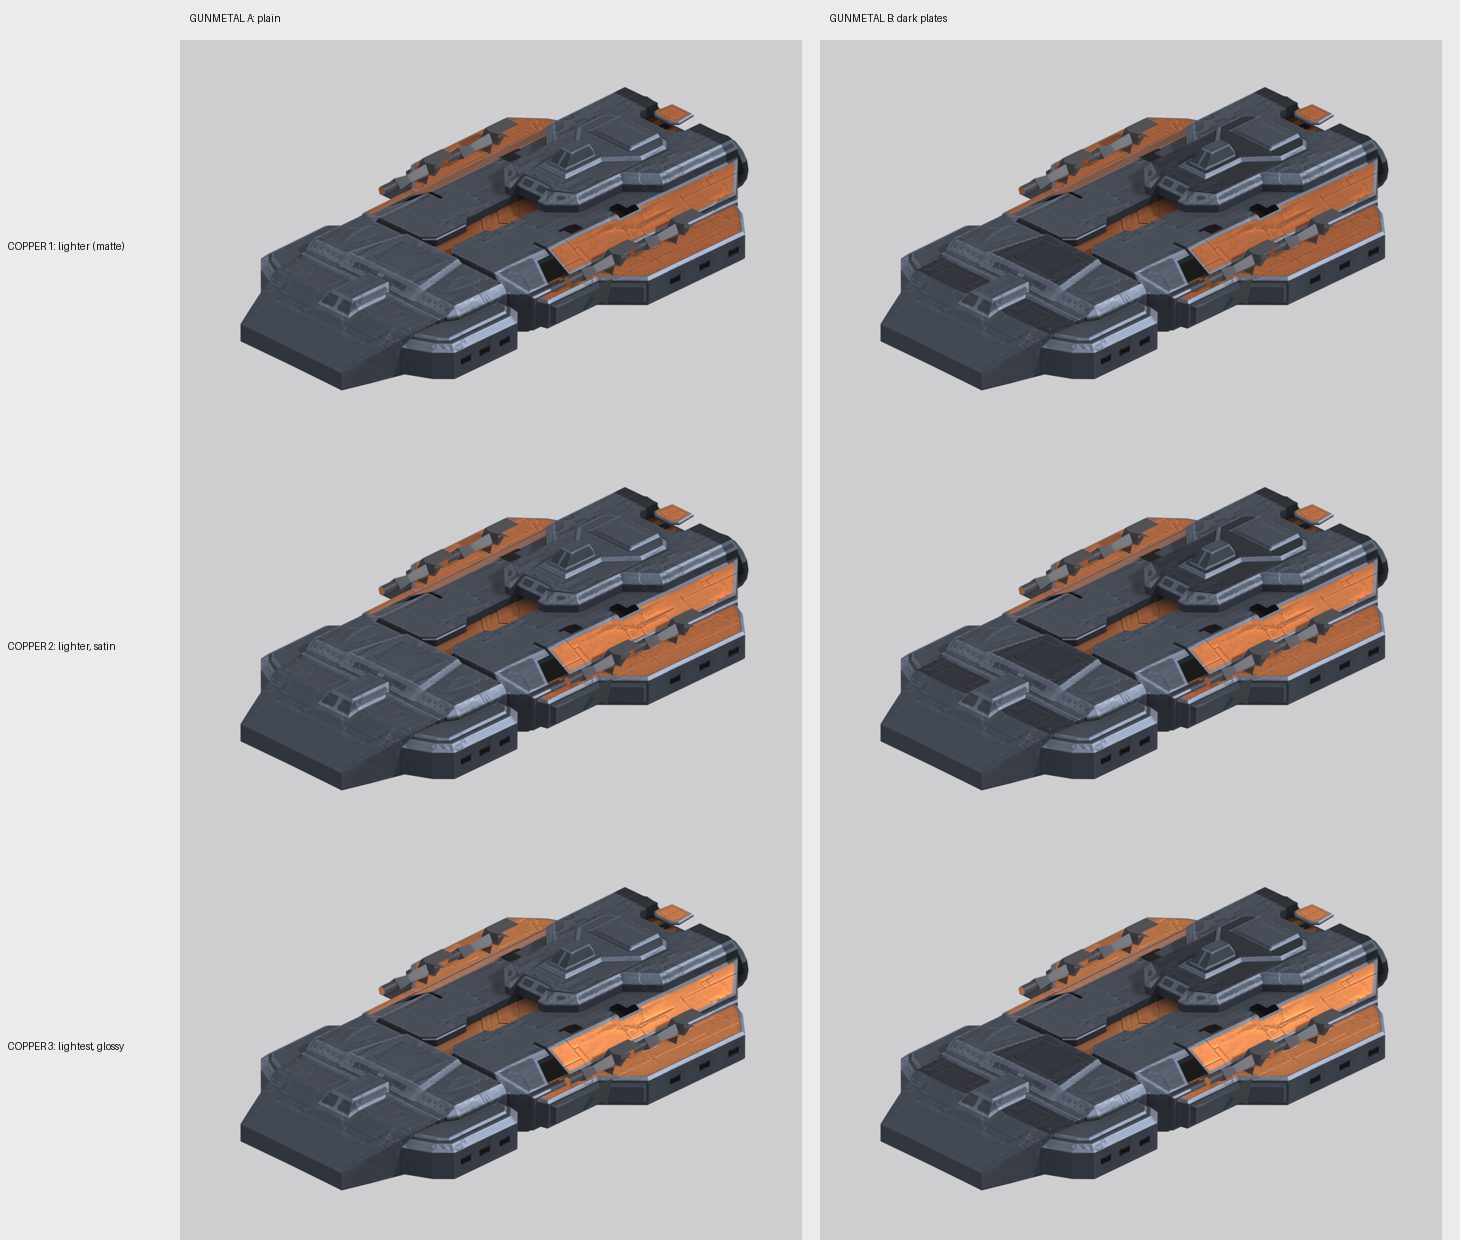 GUNMETAL A: plain
GUNMETAL B: dark plates
COPPER 1: lighter (matte)
COPPER 2: lighter, satin
COPPER 3: lightest, glossy